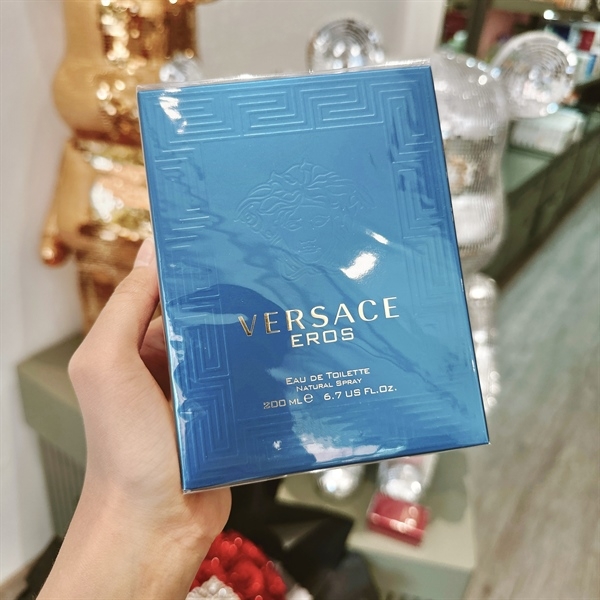 VERSACE
EROS
EAU DE TOILETTE
NATURAL SPRAY
200 ML ℮ 6.7 US FL.OZ.